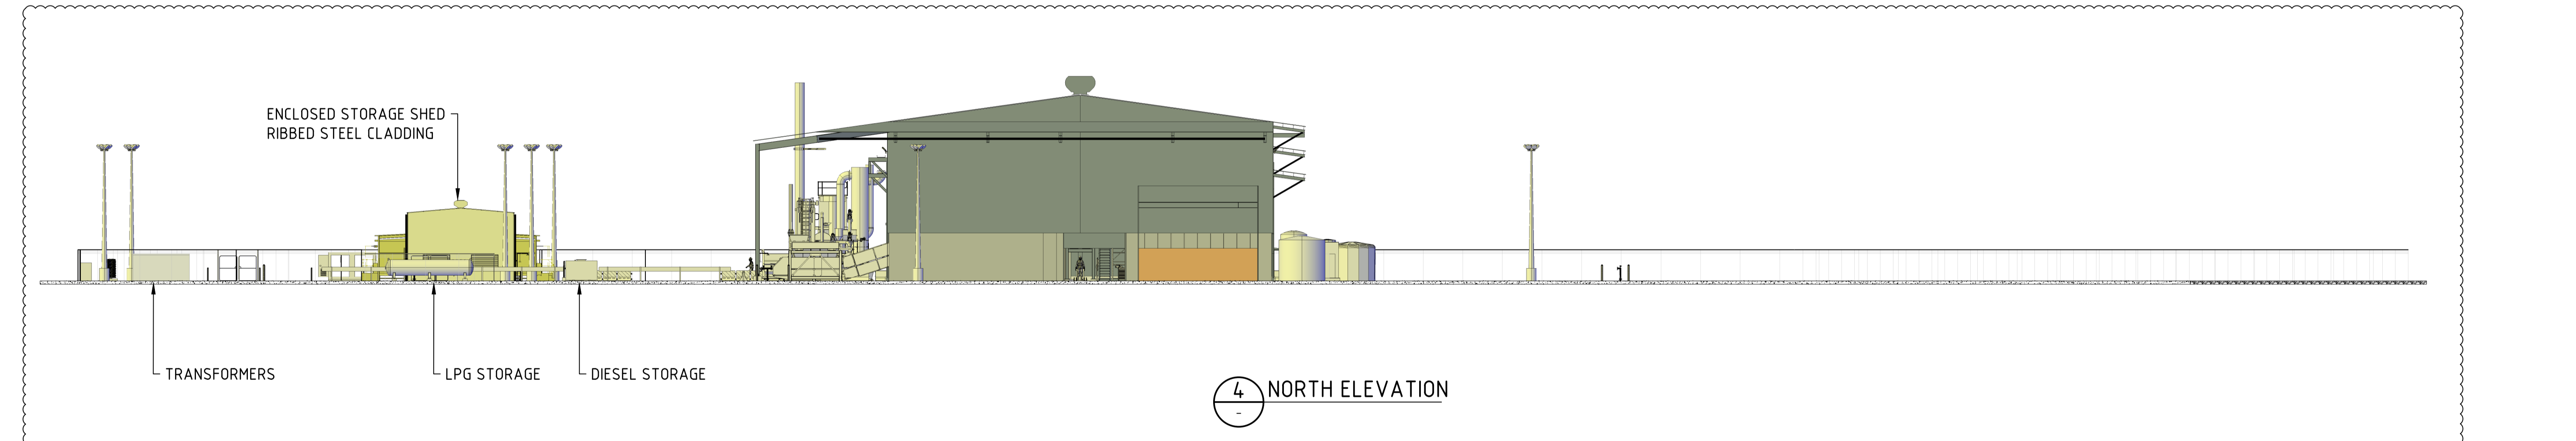 ENCLOSED STORAGE SHED
RIBBED STEEL CLADDING
TRANSFORMERS
LPG STORAGE
DIESEL STORAGE
4
-
NORTH ELEVATION